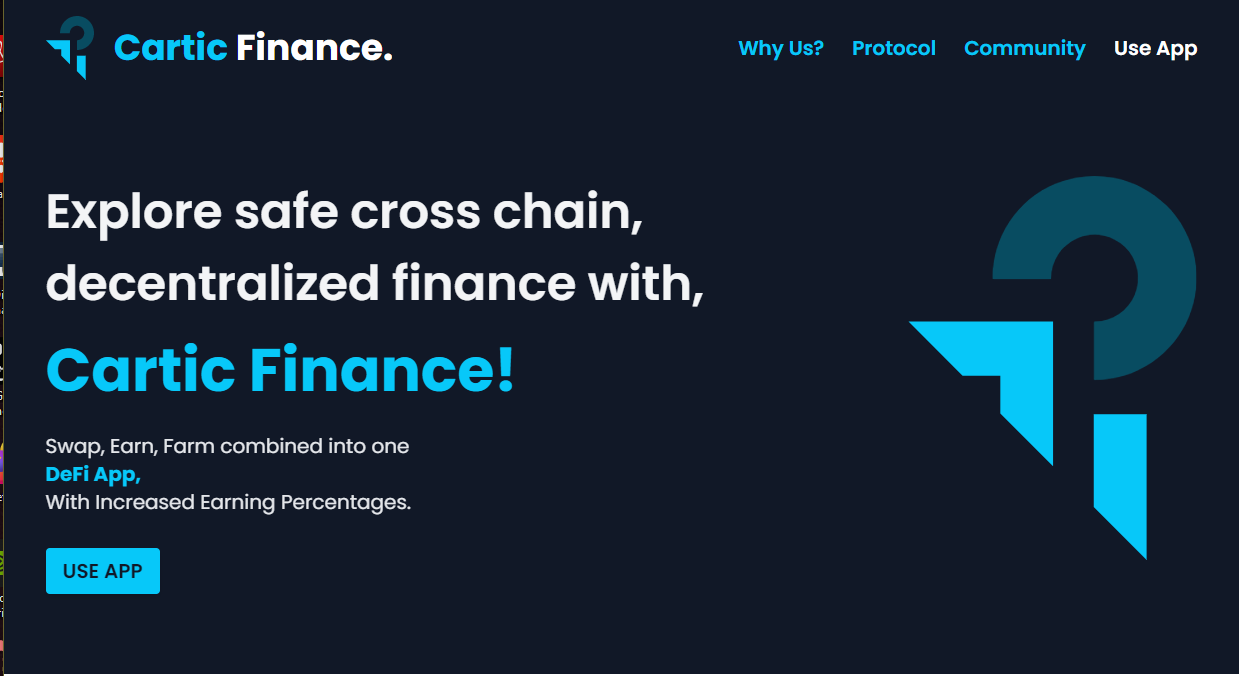 Cartic Finance.
Why Us? Protocol Community Use App
Explore safe cross chain,
decentralized finance with,
Cartic Finance!
Swap, Earn, Farm combined into one
DeFi App,
With Increased Earning Percentages.
USE APP